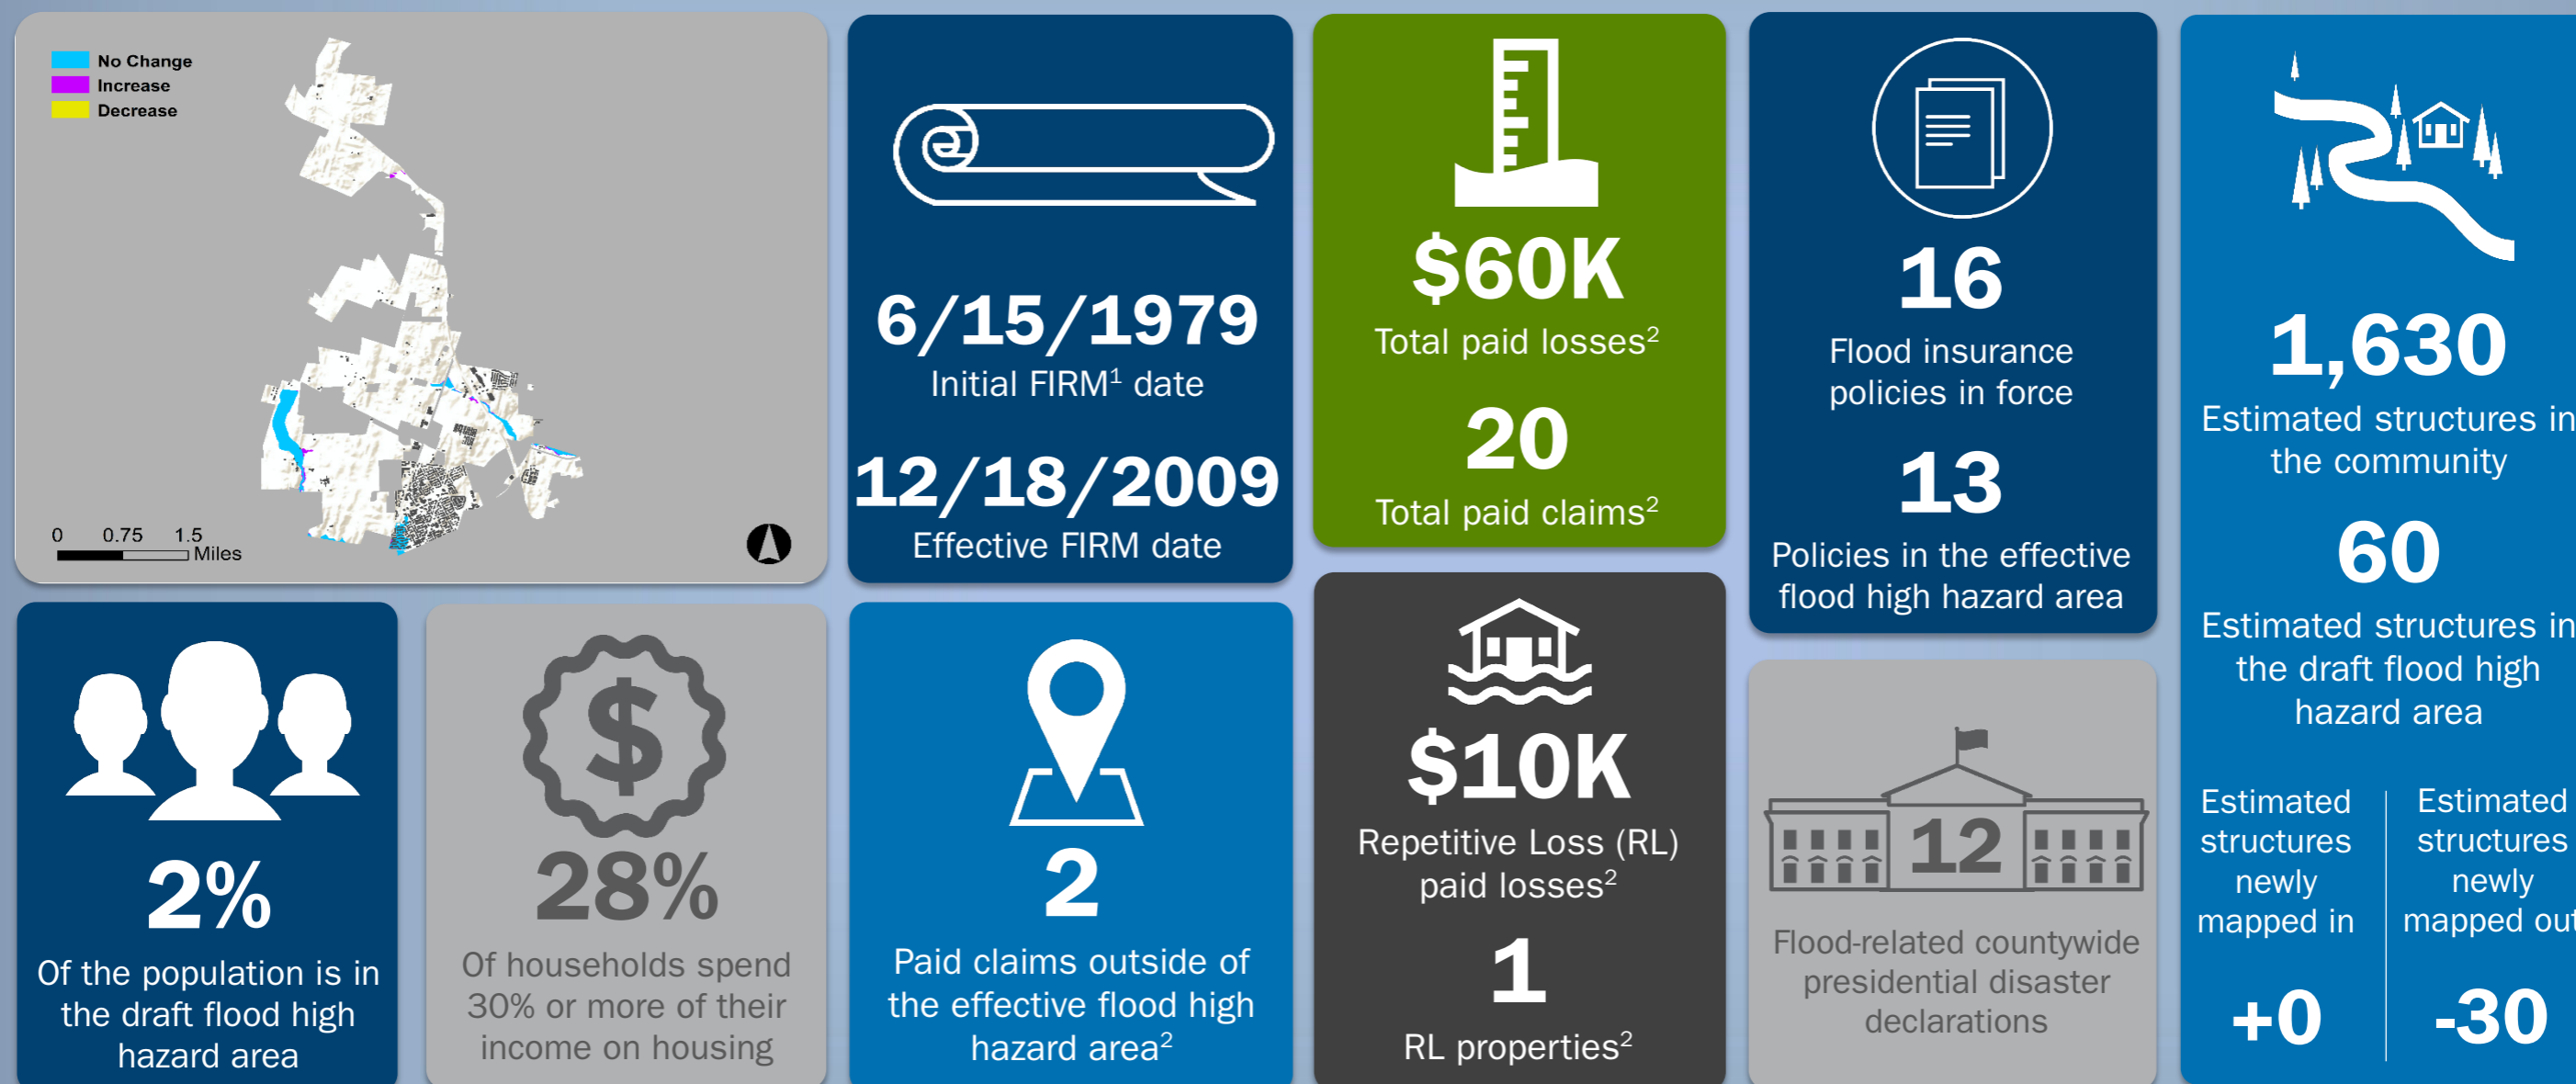 No Change
Increase
Decrease
0 0.75 1.5
Miles
6/15/1979
Initial FIRM¹ date
12/18/2009
Effective FIRM date
$60K
Total paid losses²
20
Total paid claims²
16
Flood insurance
policies in force
13
Policies in the effective
flood high hazard area
1,630
Estimated structures in
the community
60
Estimated structures in
the draft flood high
hazard area
Estimated
structures
newly
mapped in
+0
Estimated
structures
newly
mapped out
-30
2%
Of the population is in
the draft flood high
hazard area
$
28%
Of households spend
30% or more of their
income on housing
2
Paid claims outside of
the effective flood high
hazard area²
$10K
Repetitive Loss (RL)
paid losses²
1
RL properties²
12
Flood-related countywide
presidential disaster
declarations